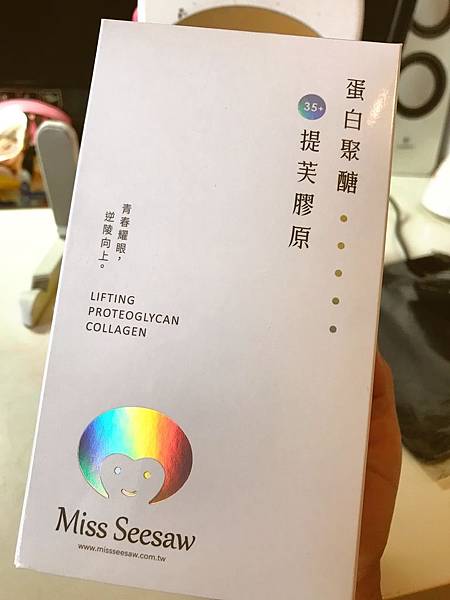 蛋白聚醣
35+
提芙膠原
青春耀眼，
逆陵向上。
LIFTING
PROTEOGLYCAN
COLLAGEN
Miss Seesaw
www.missseesaw.com.tw